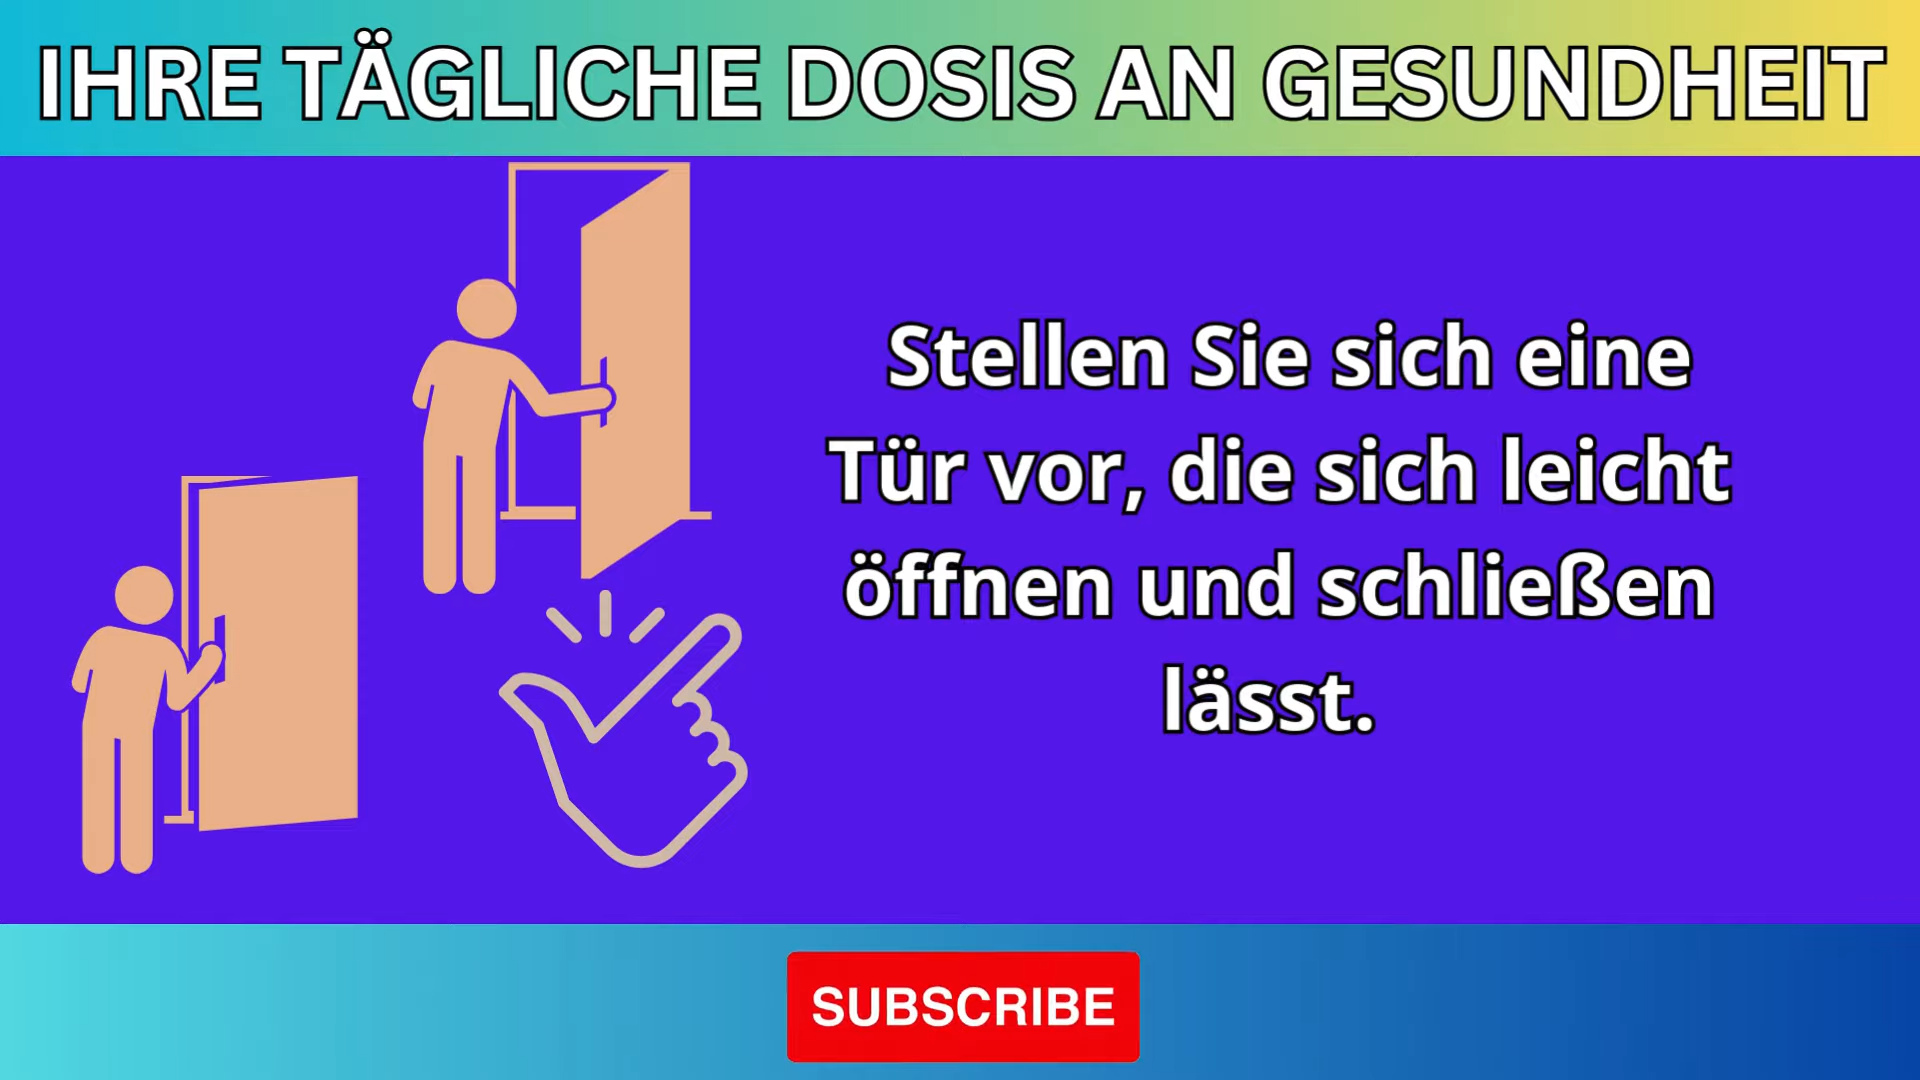 IHRE TÄGLICHE DOSIS AN GESUNDHEIT
Stellen Sie sich eine
Tür vor, die sich leicht
öffnen und schließen
lässt.
SUBSCRIBE